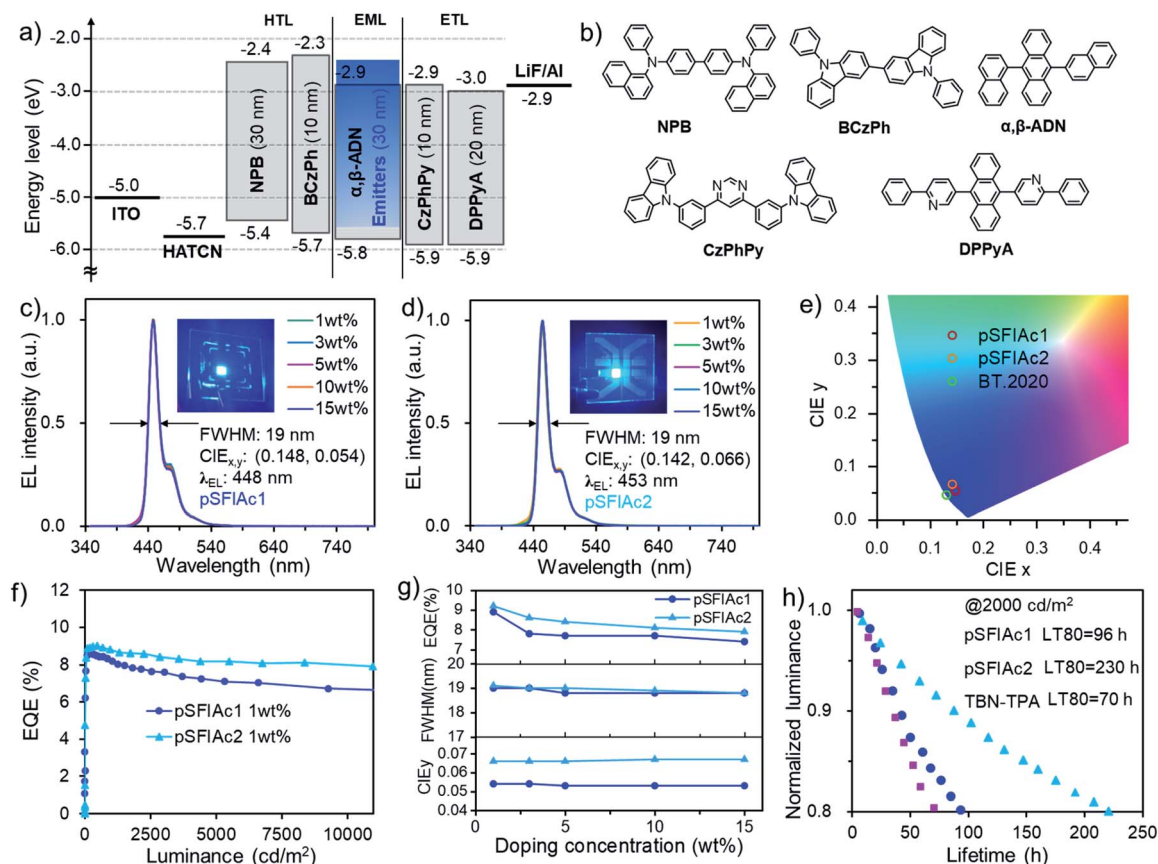 a)
HTL
EML
ETL
Energy level (eV)
-2.0
-3.0
-4.0
-5.0
-6.0
-5.0
ITO
-5.7
HATCN
-2.4
NPB (30 nm)
-5.4
-2.3
BCzPh (10 nm)
-5.7
-2.9
α,β-ADN
Emitters (30 nm)
-5.8
-2.9
CzPhPy (10 nm)
-5.9
-3.0
DPPyA (20 nm)
-5.9
LiF/Al
-2.9
b)
N
N
NPB
N
N
BCzPh
α,β-ADN
N
N
N
N
CzPhPy
N
N
DPPyA
c)
EL intensity (a.u.)
1.0
0.5
0.0
1wt%
3wt%
5wt%
10wt%
15wt%
FWHM: 19 nm
CIEx,y: (0.148, 0.054)
λEL: 448 nm
pSFIAc1
340 440 540 640 740
Wavelength (nm)
d)
EL intensity (a.u.)
1.0
0.5
0.0
1wt%
3wt%
5wt%
10wt%
15wt%
FWHM: 19 nm
CIEx,y: (0.142, 0.066)
λEL: 453 nm
pSFIAc2
340 440 540 640 740
Wavelength (nm)
e)
CIE y
0.4
0.3
0.2
0.1
0.0
pSFIAc1
pSFIAc2
BT.2020
0.0 0.1 0.2 0.3 0.4
CIE x
f)
EQE (%)
12
10
8
6
4
2
0
pSFIAc1 1wt%
pSFIAc2 1wt%
0 2500 5000 7500 10000
Luminance (cd/m²)
g)
EQE(%)
10
9
8
7
pSFIAc1
pSFIAc2
FWHM(nm)
20
19
18
17
CIEy
0.07
0.06
0.05
0.04
0 5 10 15
Doping concentration (wt%)
h)
Normalized luminance
1.0
0.9
0.8
@2000 cd/m²
pSFIAc1 LT80=96 h
pSFIAc2 LT80=230 h
TBN-TPA LT80=70 h
0 50 100 150 200 250
Lifetime (h)